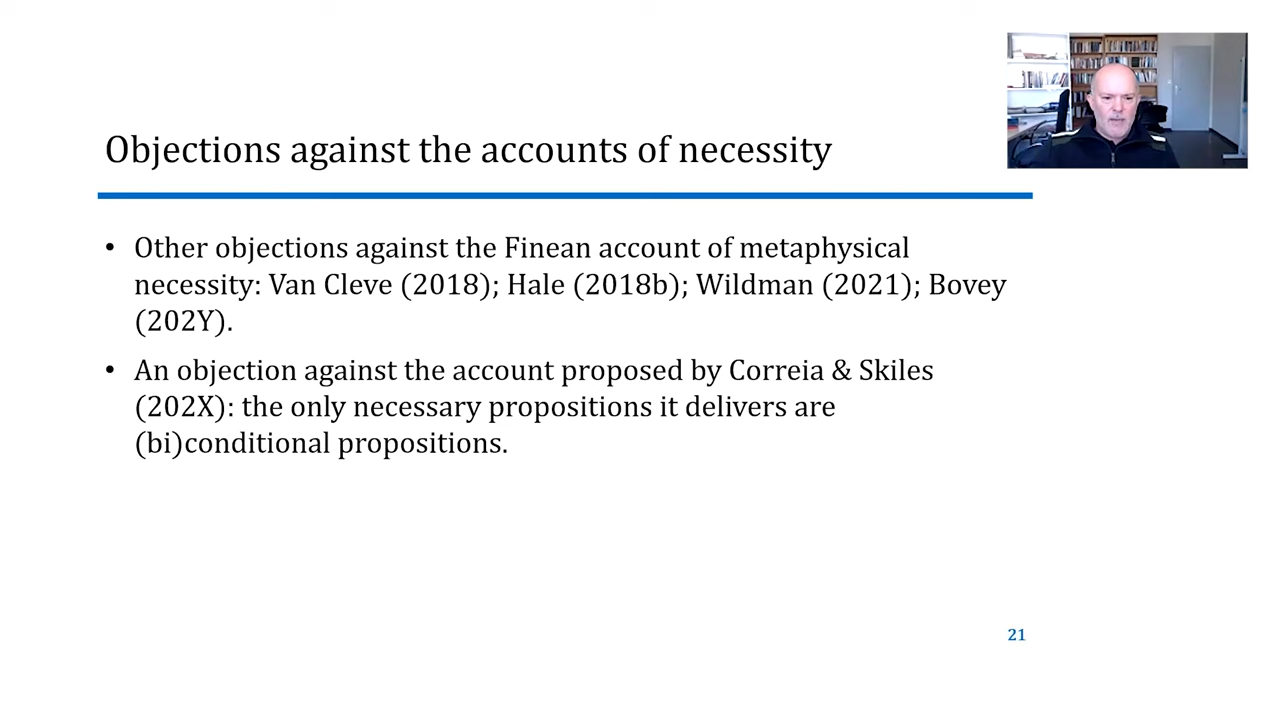 Objections against the accounts of necessity
• Other objections against the Finean account of metaphysical
necessity: Van Cleve (2018); Hale (2018b); Wildman (2021); Bovey
(202Y).
• An objection against the account proposed by Correia & Skiles
(202X): the only necessary propositions it delivers are
(bi)conditional propositions.
21